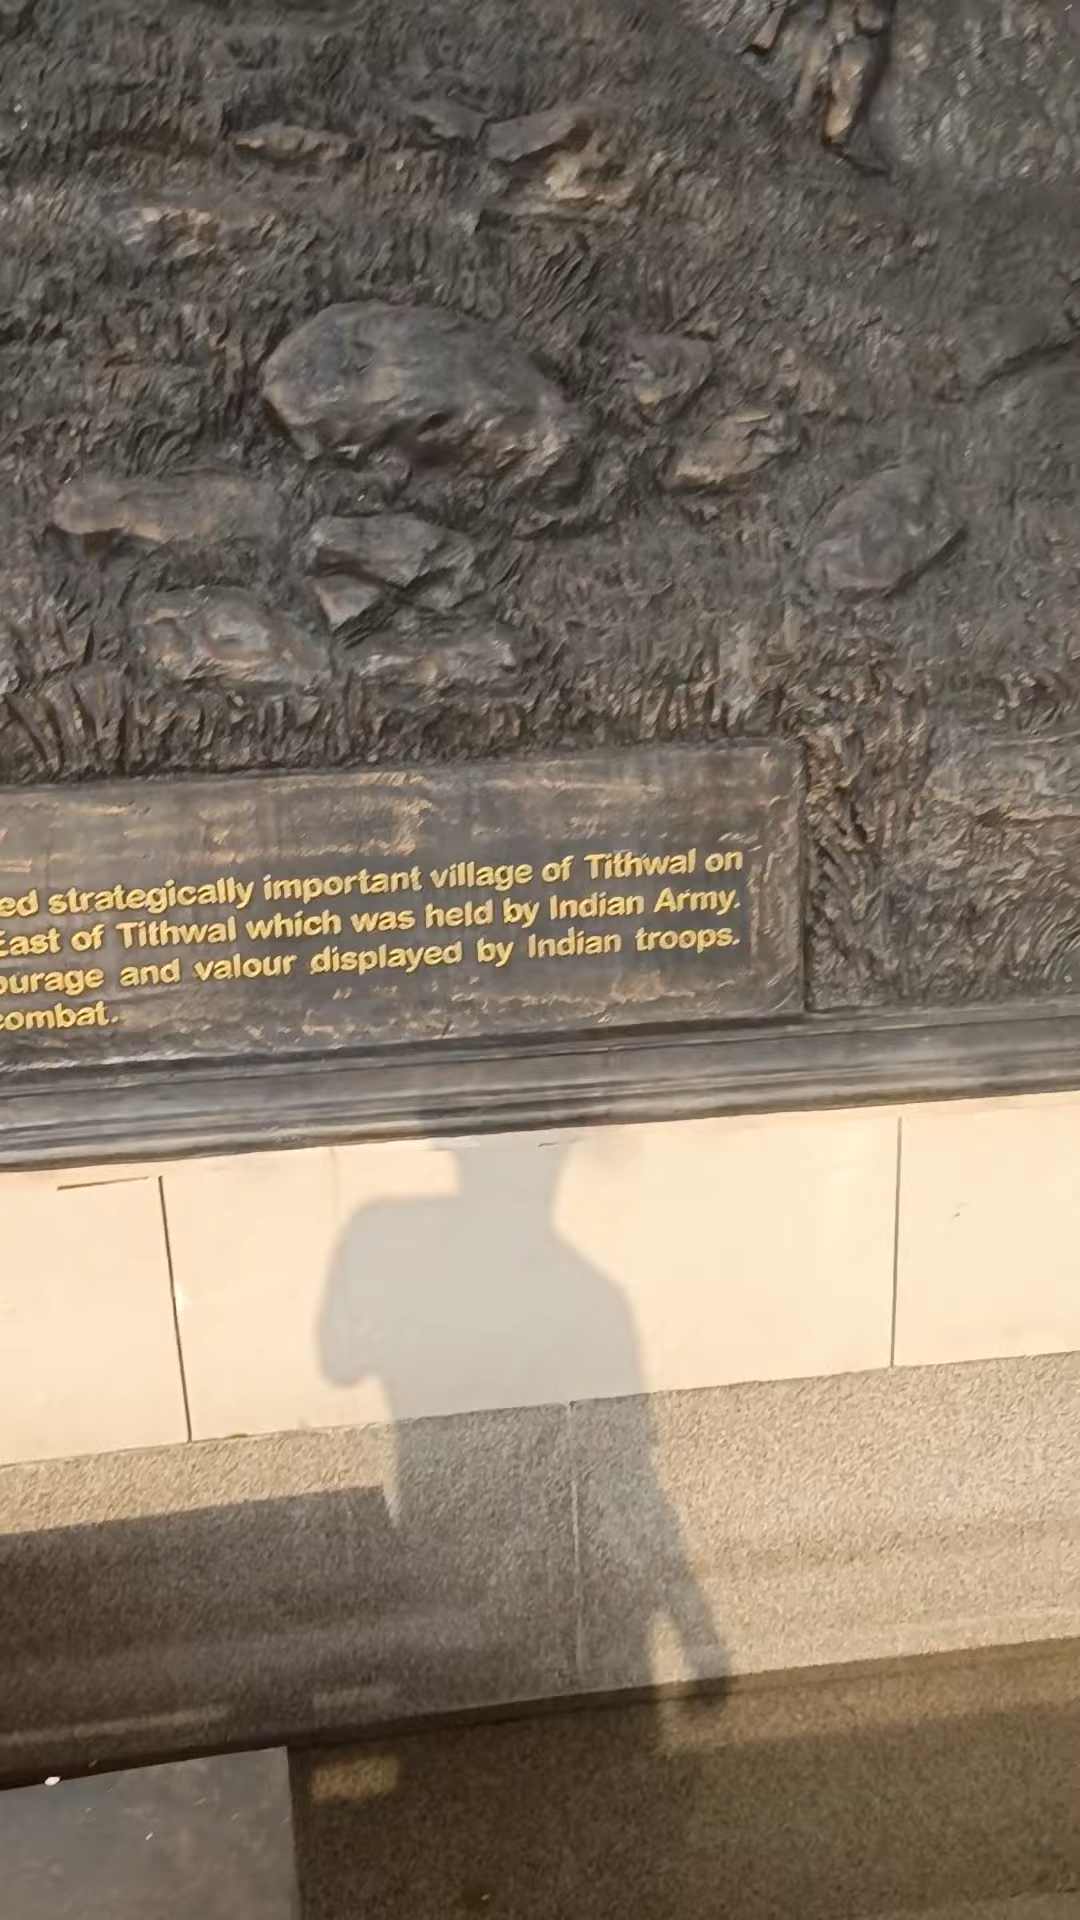 ed strategically important village of Tithwal on
East of Tithwal which was held by Indian Army.
ourage and valour displayed by Indian troops.
combat.